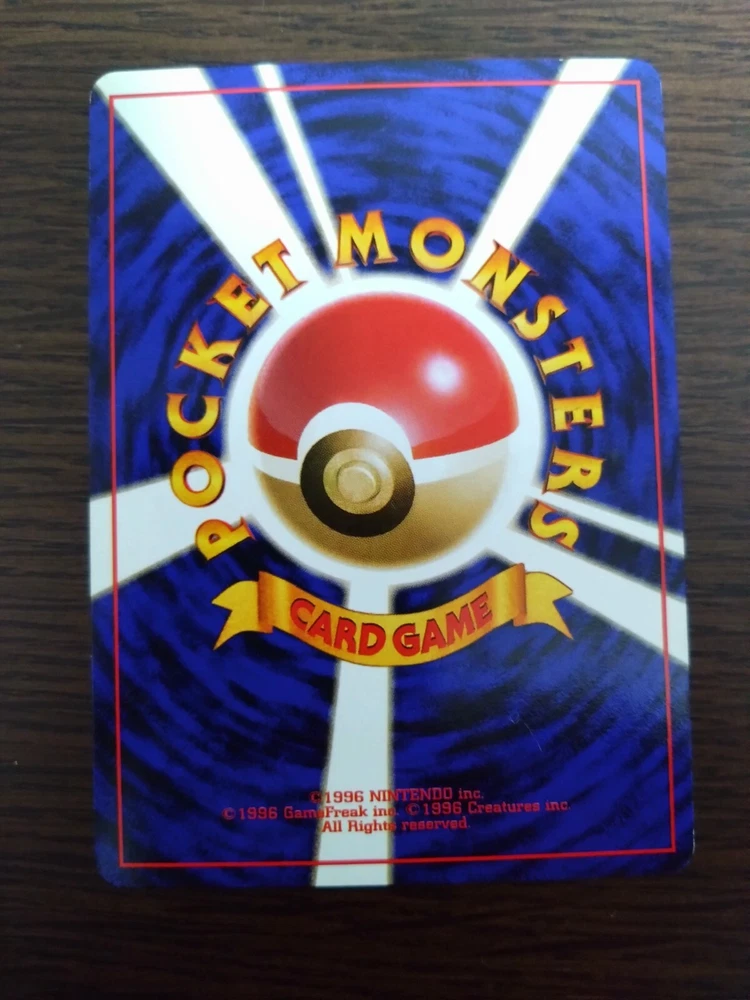 POCKET MONSTERS
CARD GAME
©1996 NINTENDO inc.
©1996 GameFreak inc. ©1996 Creatures inc.
All Rights reserved.